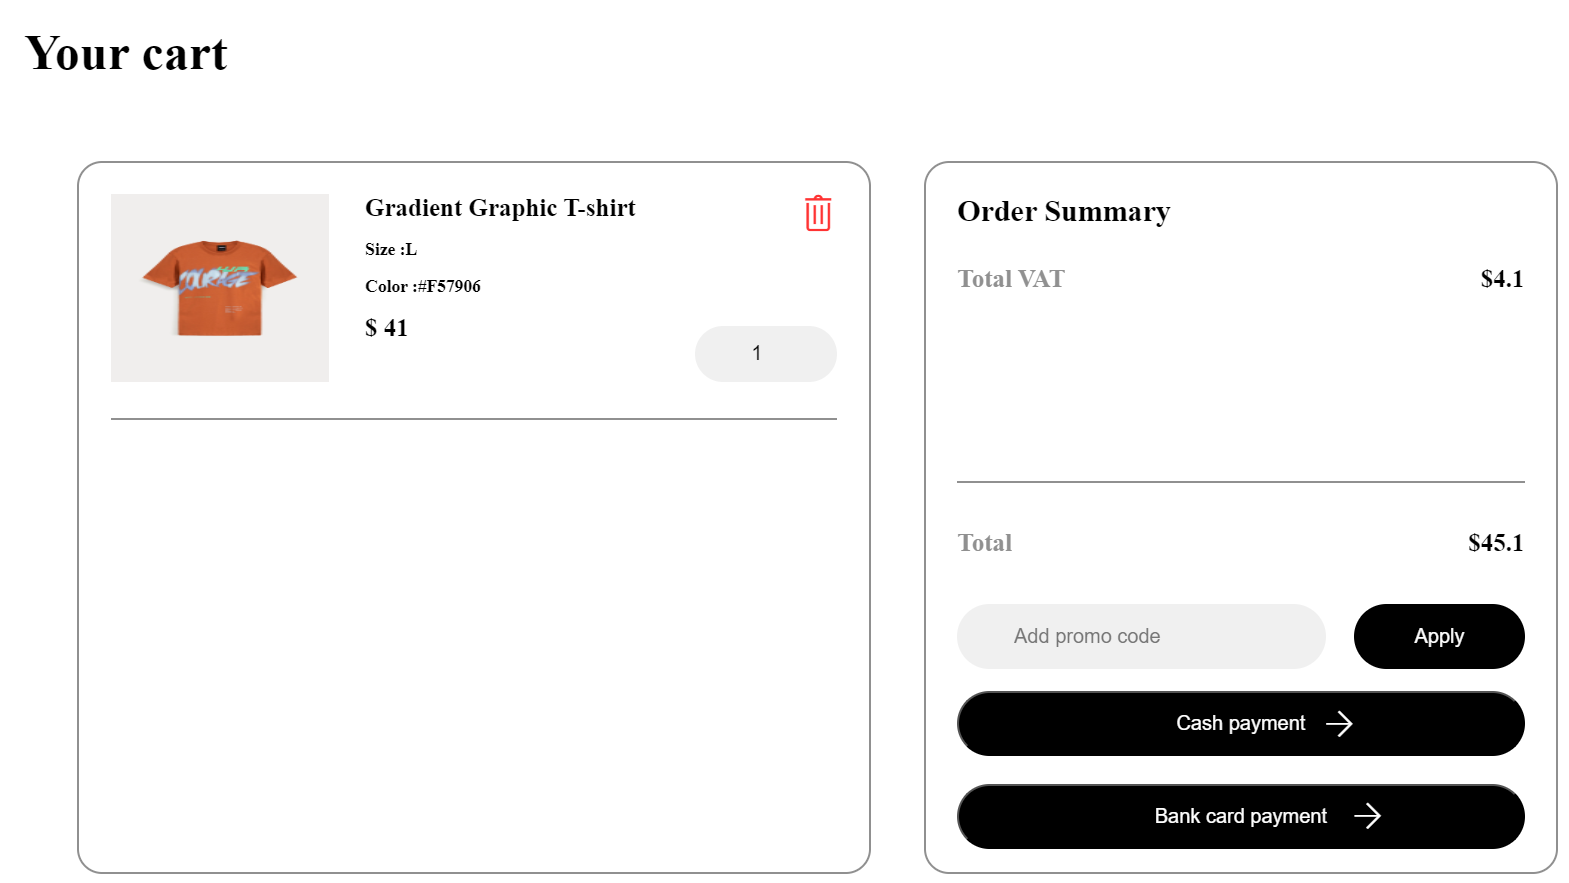 Your cart
Gradient Graphic T-shirt
Size :L
Color :#F57906
$ 41
1
COURAGE
Order Summary
Total VAT
$4.1
Total
$45.1
Add promo code
Apply
Cash payment
Bank card payment